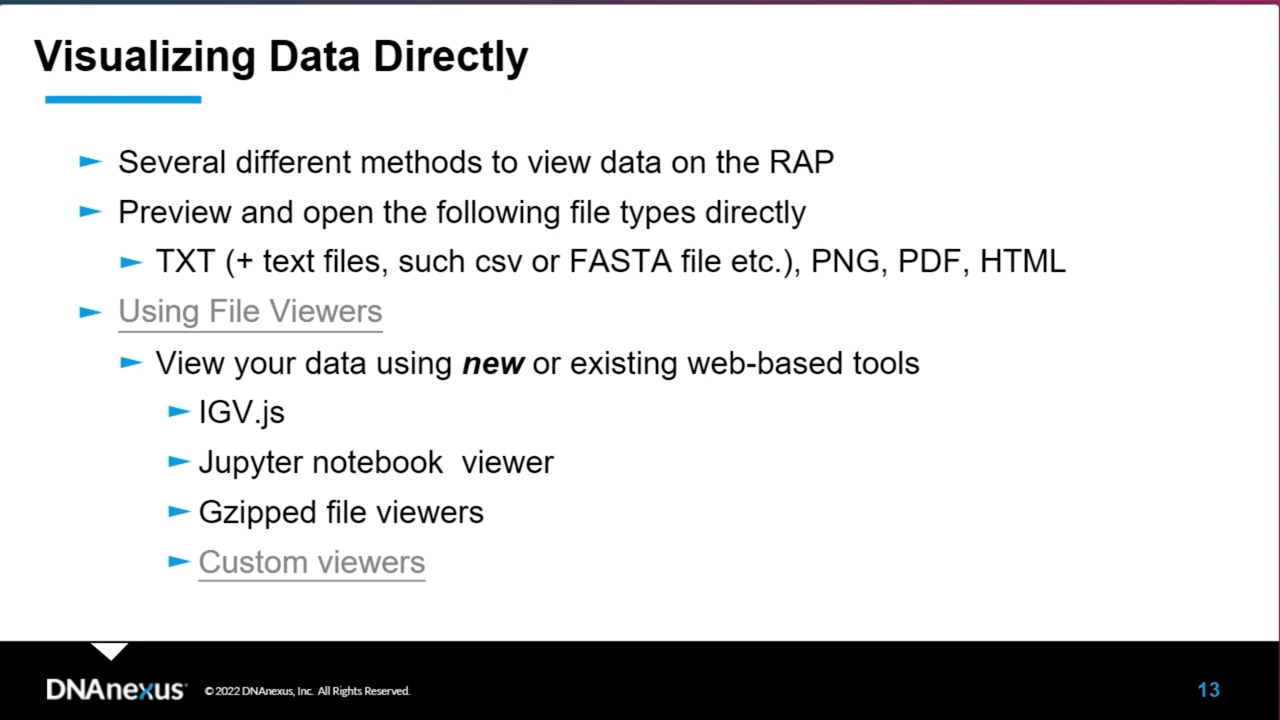 Visualizing Data Directly
► Several different methods to view data on the RAP
► Preview and open the following file types directly
► TXT (+ text files, such csv or FASTA file etc.), PNG, PDF, HTML
► Using File Viewers
► View your data using new or existing web-based tools
► IGV.js
► Jupyter notebook  viewer
► Gzipped file viewers
► Custom viewers
DNAnexus © 2022 DNAnexus, Inc. All Rights Reserved. 13